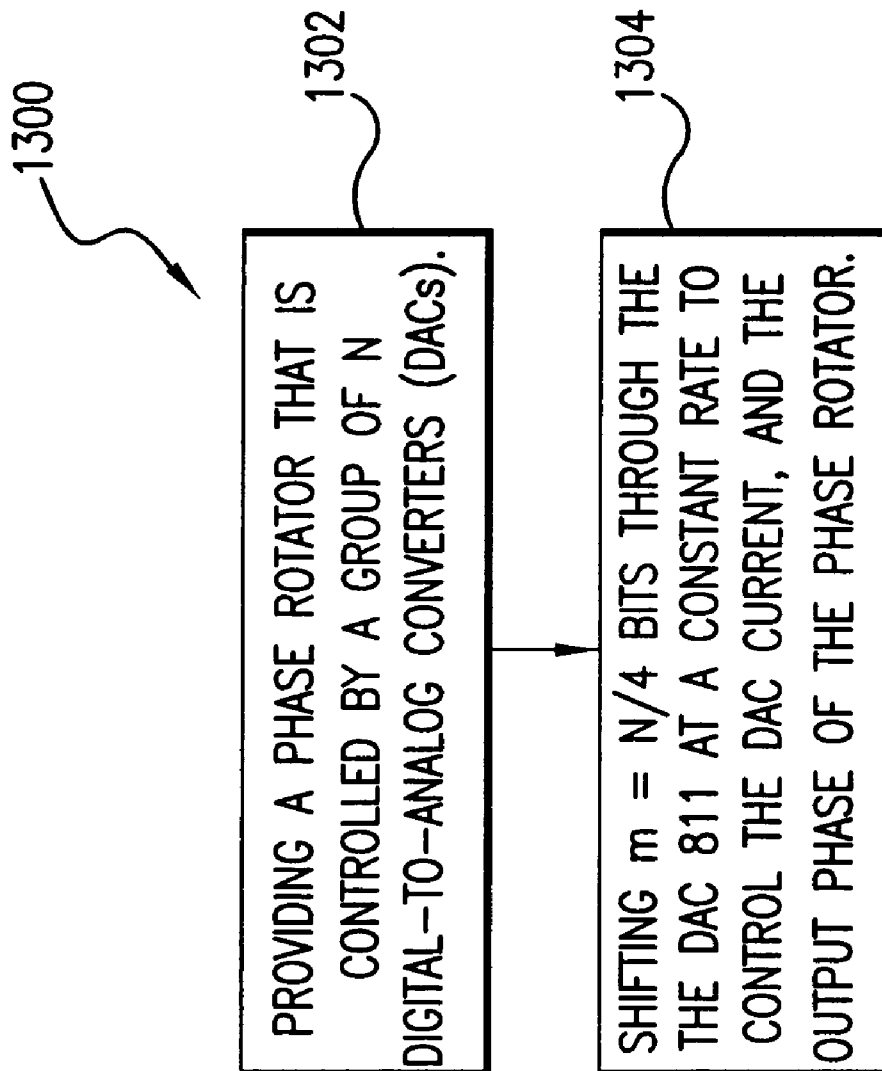 1300
PROVIDING A PHASE ROTATOR THAT IS
CONTROLLED BY A GROUP OF N
DIGITAL-TO-ANALOG CONVERTERS (DACs).
1302
SHIFTING m = N/4 BITS THROUGH THE
THE DAC 811 AT A CONSTANT RATE TO
CONTROL THE DAC CURRENT, AND THE
OUTPUT PHASE OF THE PHASE ROTATOR.
1304